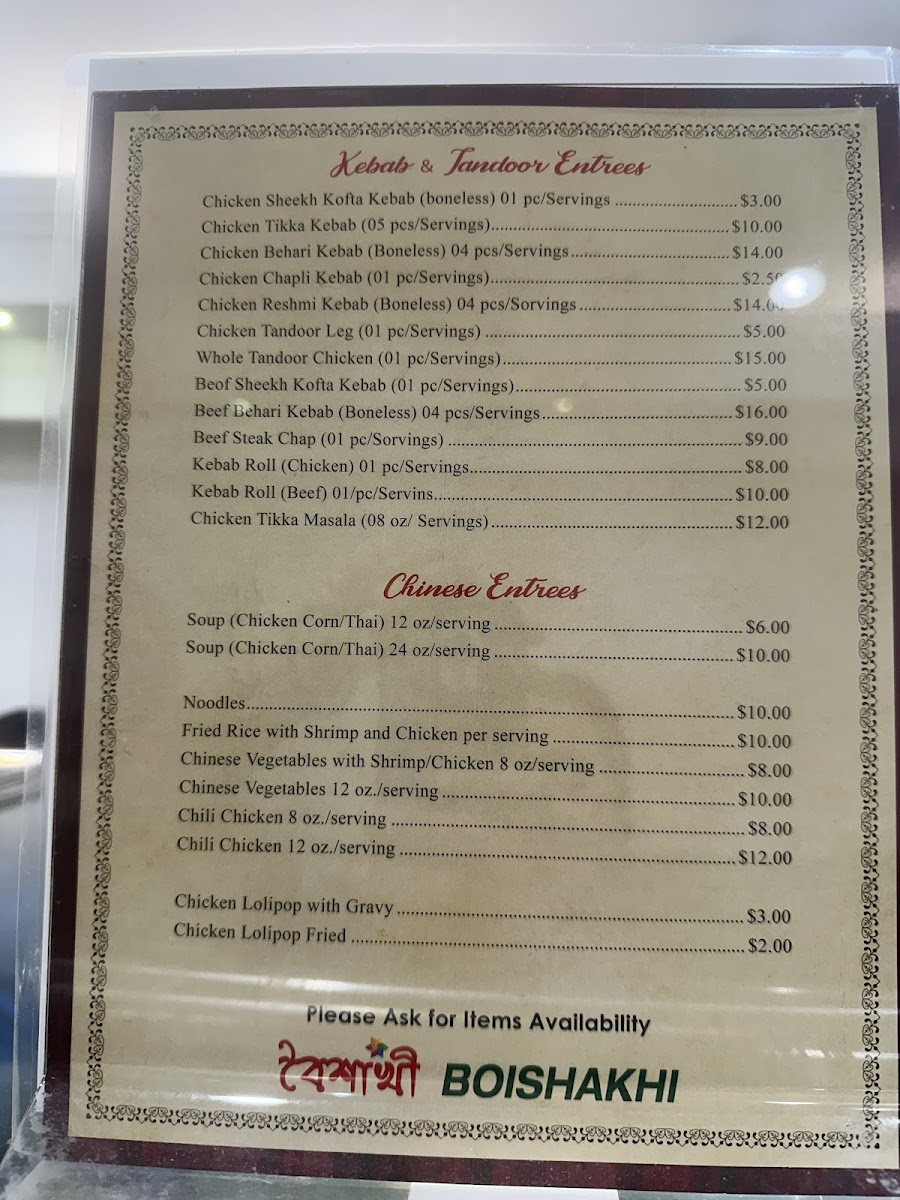 Kebab & Tandoor Entrees
Chicken Sheekh Kofta Kebab (boneless) 01 pc/Servings ........................ $3.00
Chicken Tikka Kebab (05 pcs/Servings)................................................ $10.00
Chicken Behari Kebab (Boneless) 04 pcs/Servings................................ $14.00
Chicken Chapli Kebab (01 pc/Servings)..................................................
Chicken Reshmi Kebab (Boneless) 04 pcs/Sorvings ..............................
Chicken Tandoor Leg (01 pc/Servings) .................................................. $5.00
Whole Tandoor Chicken (01 pc/Servings).............................................. $15.00
Beof Sheekh Kofta Kebab (01 pc/Servings)............................................. $5.00
Beef Behari Kebab (Boneless) 04 pcs/Servings...................................... $16.00
Beef Steak Chap (01 pc/Sorvings) .......................................................... $9.00
Kebab Roll (Chicken) 01 pc/Servings...................................................... $8.00
Kebab Roll (Beef) 01/pc/Servins............................................................ $10.00
Chicken Tikka Masala (08 oz/ Servings)................................................ $12.00
Chinese Entrees
Soup (Chicken Corn/Thai) 12 oz/serving ................................................. $6.00
Soup (Chicken Corn/Thai) 24 oz/serving ............................................... $10.00
Noodles................................................................................................. $10.00
Fried Rice with Shrimp and Chicken per serving .................................... $10.00
Chinese Vegetables with Shrimp/Chicken 8 oz/serving ............................. $8.00
Chinese Vegetables 12 oz./serving .......................................................... $10.00
Chili Chicken 8 oz./serving ...................................................................... $8.00
Chili Chicken 12 oz./serving ................................................................... $12.00
Chicken Lolipop with Gravy ..................................................................... $3.00
Chicken Lolipop Fried .............................................................................. $2.00
Please Ask for Items Availability
বৈশাখী BOISHAKHI